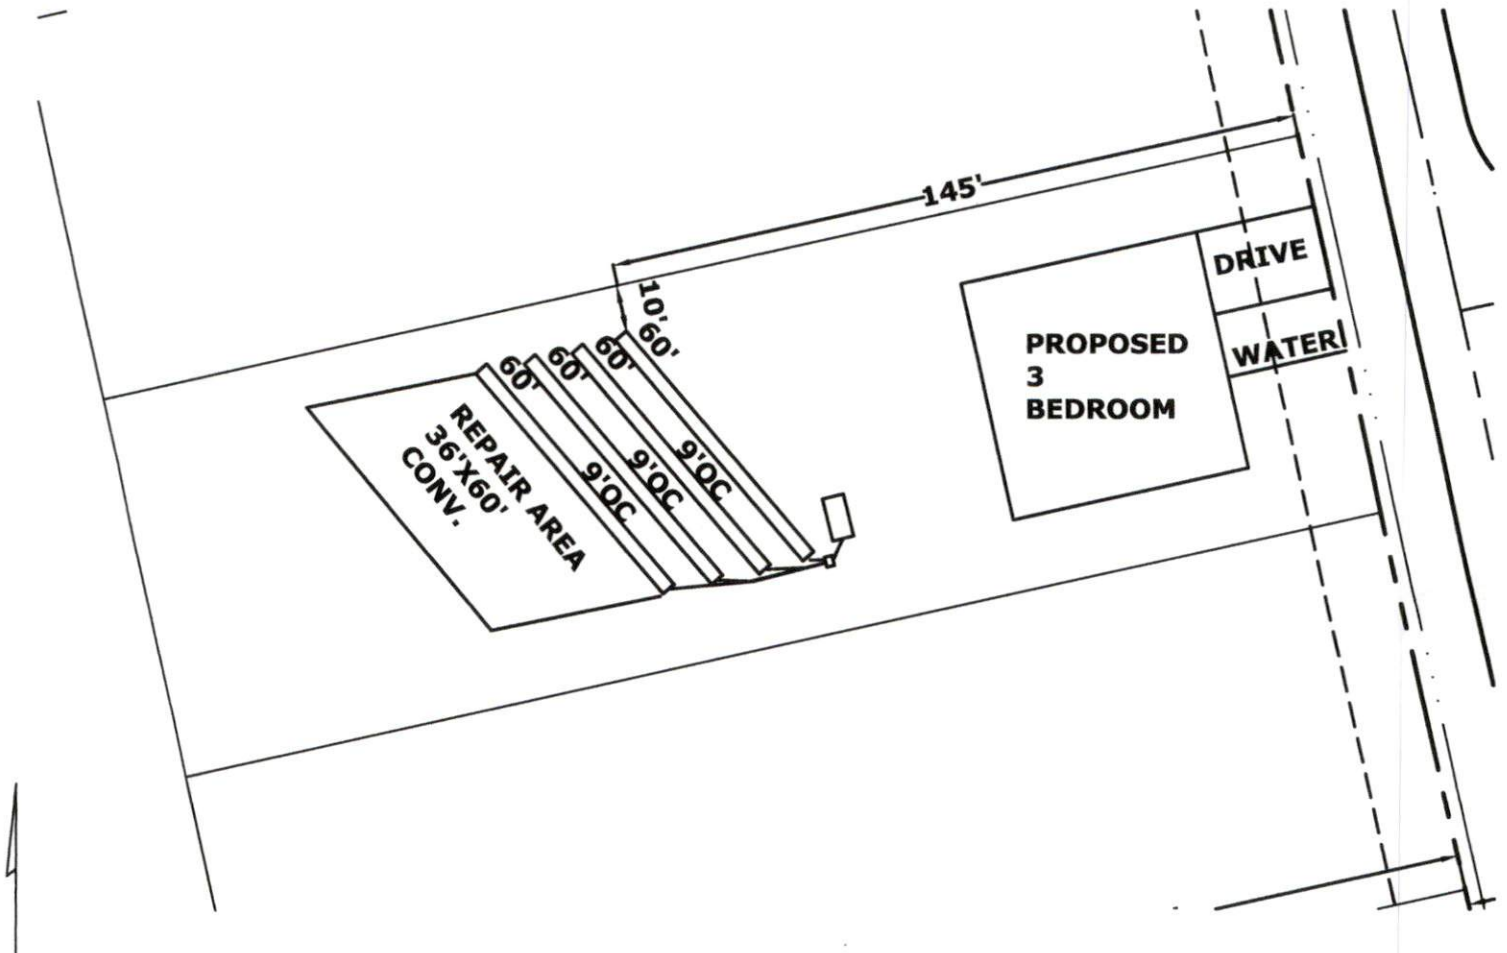 145'
10'
60'
60'
60'
60'
DRIVE
WATER
PROPOSED
3
BEDROOM
9'OC
9'OC
9'OC
REPAIR AREA
36'X60'
CONV.